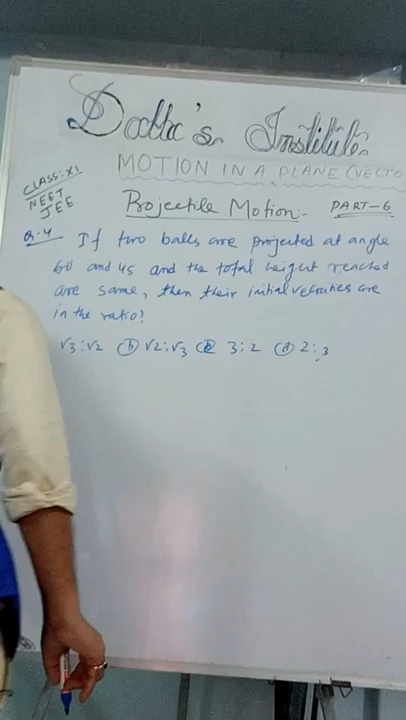 Dodha's Institute
MOTION IN A PLANE (VECTO
CLASS:XI
NEET
JEE
Projectile Motion. PART-6
Q.4 If two balls are projected at angle
60 and 45 and the total height reached
are same, then their initial velocities are
in the ratio?
√3:√2 (b) √2:√3 (c) 3:2 (d) 2:3